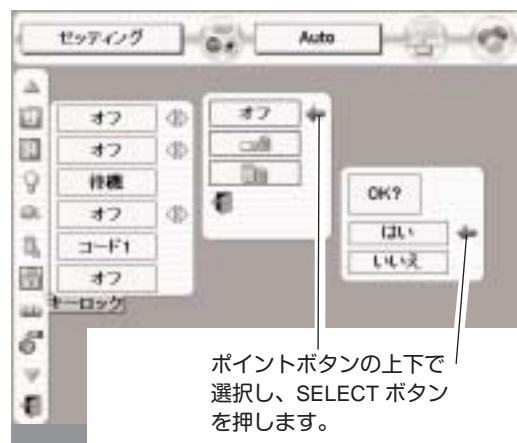 セッティング
Auto
オフ
オフ
待機
オフ
コード1
オフ
キーロック
オフ
OK?
はい
いいえ
ポイントボタンの上下で
選択し、SELECT ボタン
を押します。